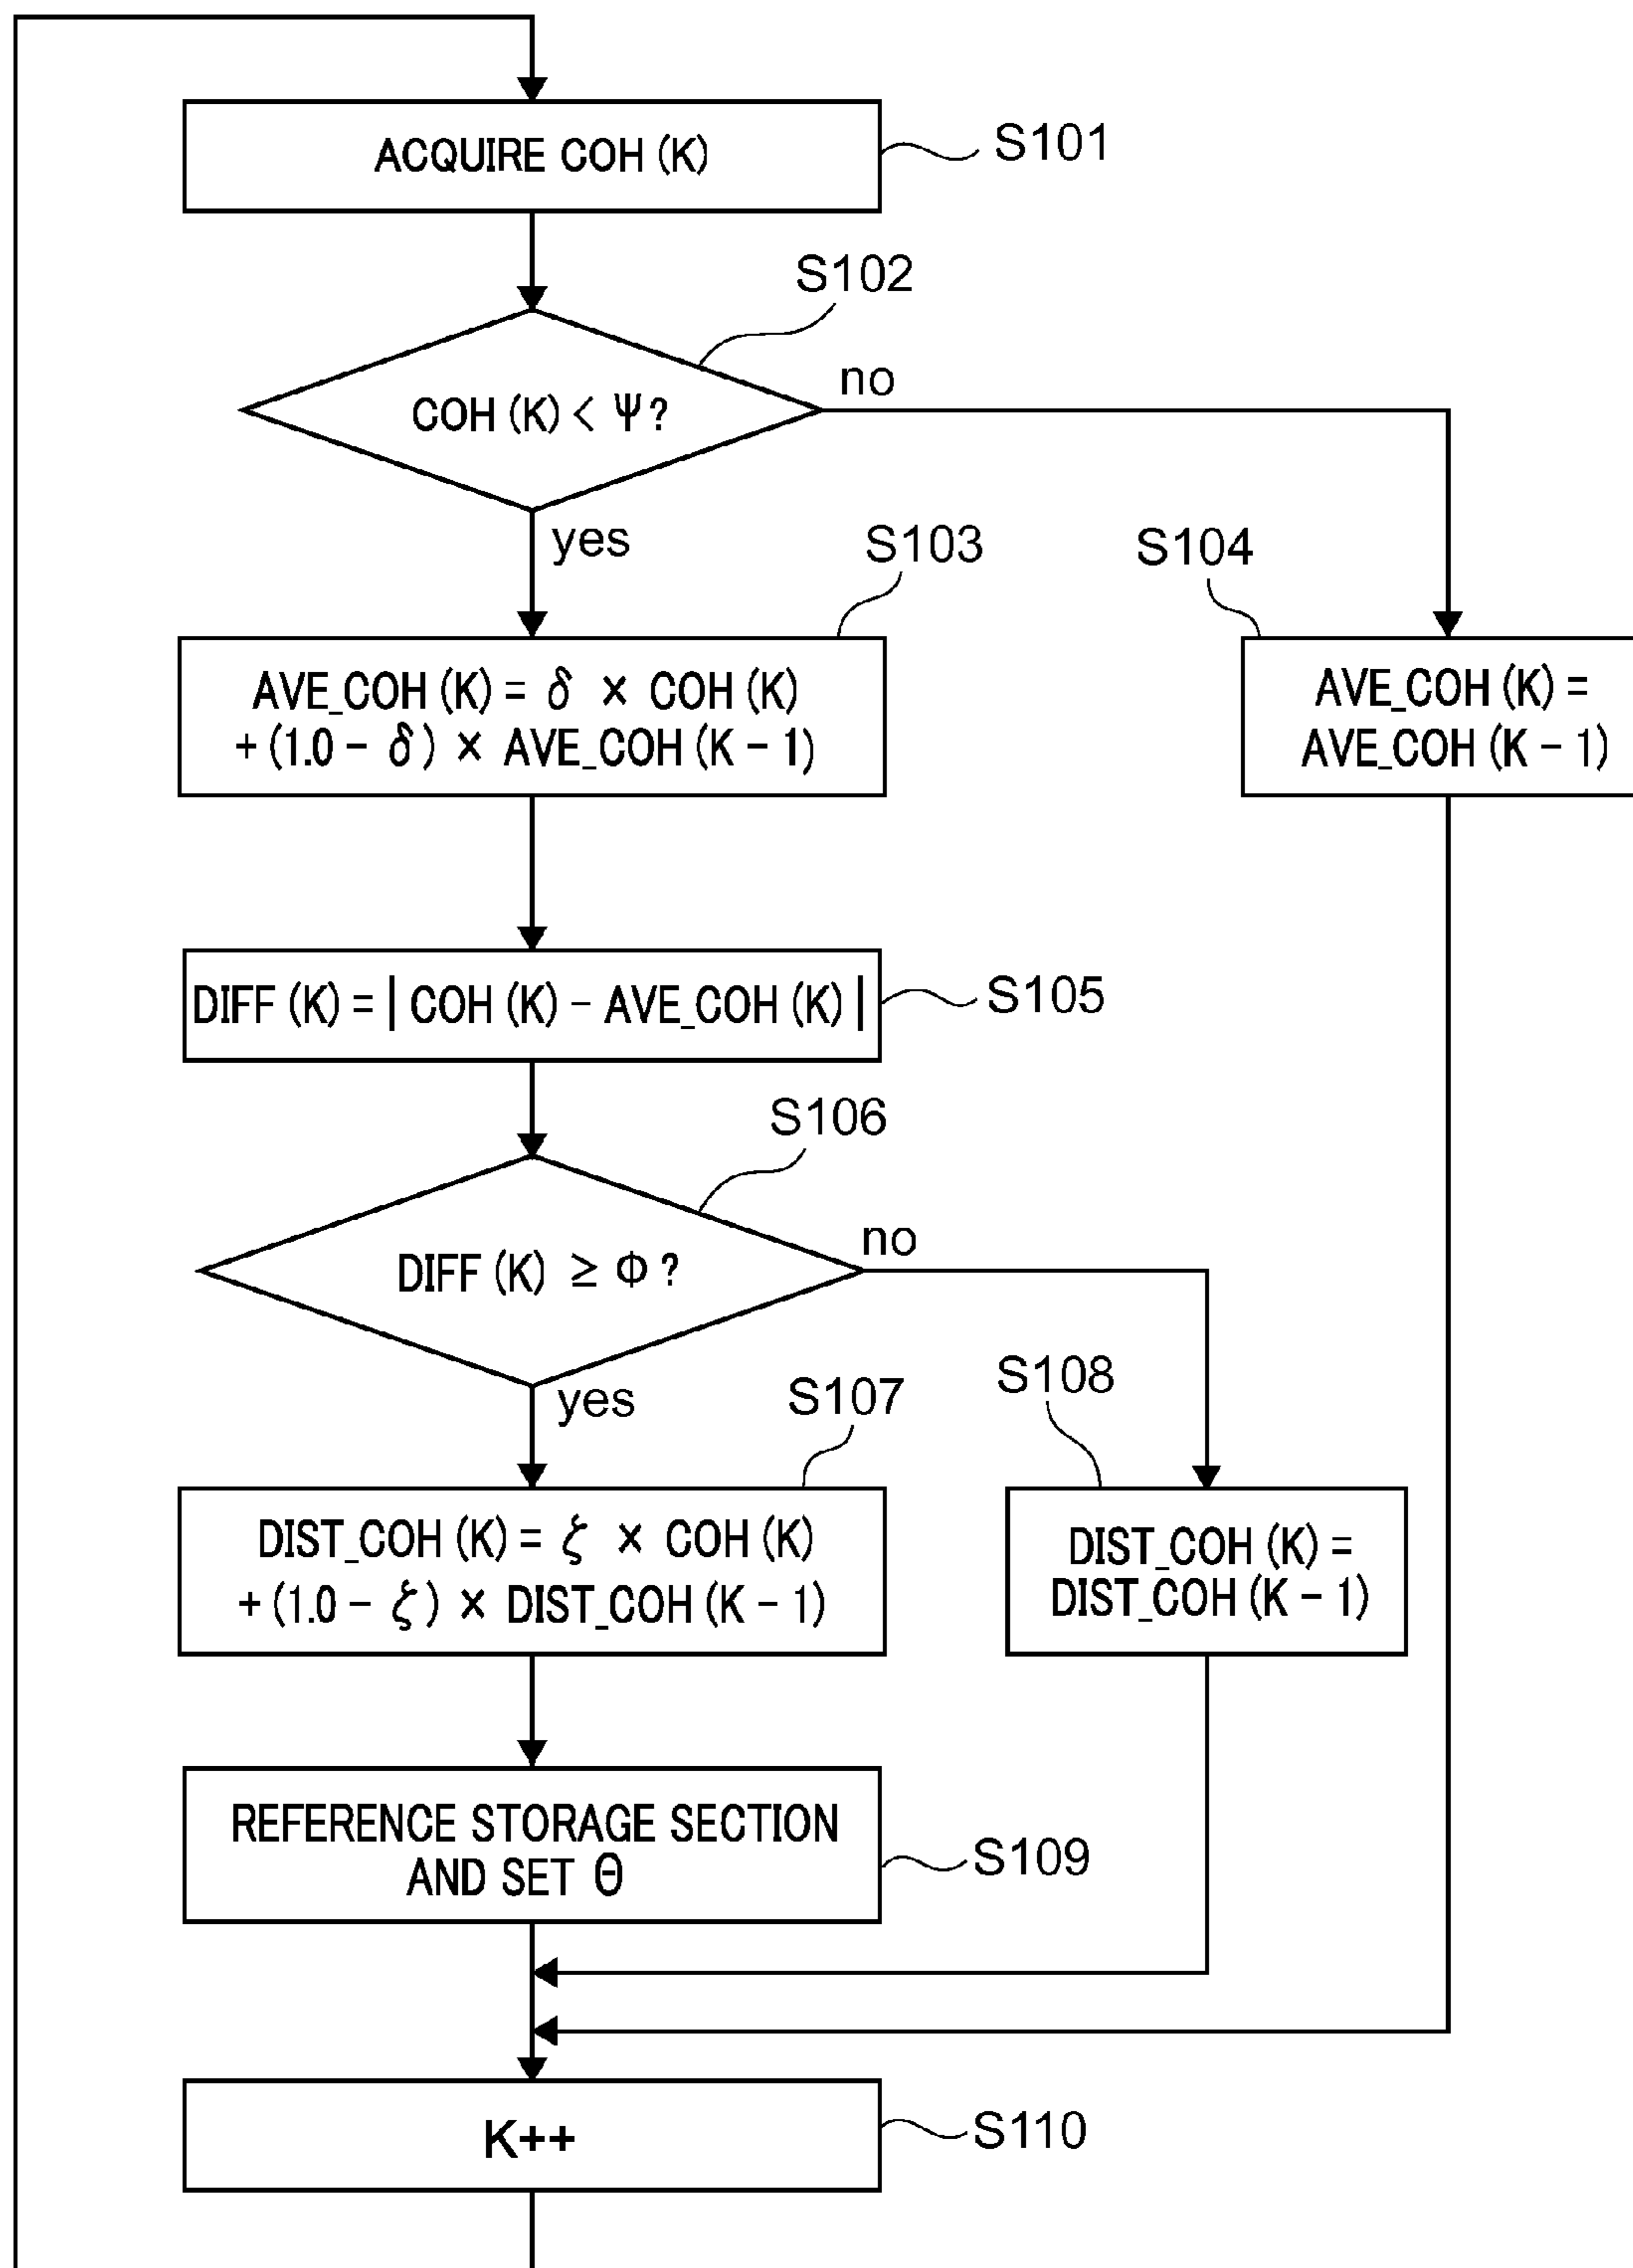 ACQUIRE COH (K)
S101
S102
COH (K) < Ψ?
no
yes
S103
AVE_COH (K) = δ × COH (K)
+ (1.0 - δ) × AVE_COH (K - 1)
S104
AVE_COH (K) =
AVE_COH (K - 1)
DIFF (K) = | COH (K) - AVE_COH (K) |
S105
S106
DIFF (K) ≥ Φ?
no
yes
S107
DIST_COH (K) = ζ × COH (K)
+ (1.0 - ζ) × DIST_COH (K - 1)
S108
DIST_COH (K) =
DIST_COH (K - 1)
REFERENCE STORAGE SECTION
AND SET Θ
S109
K++
S110